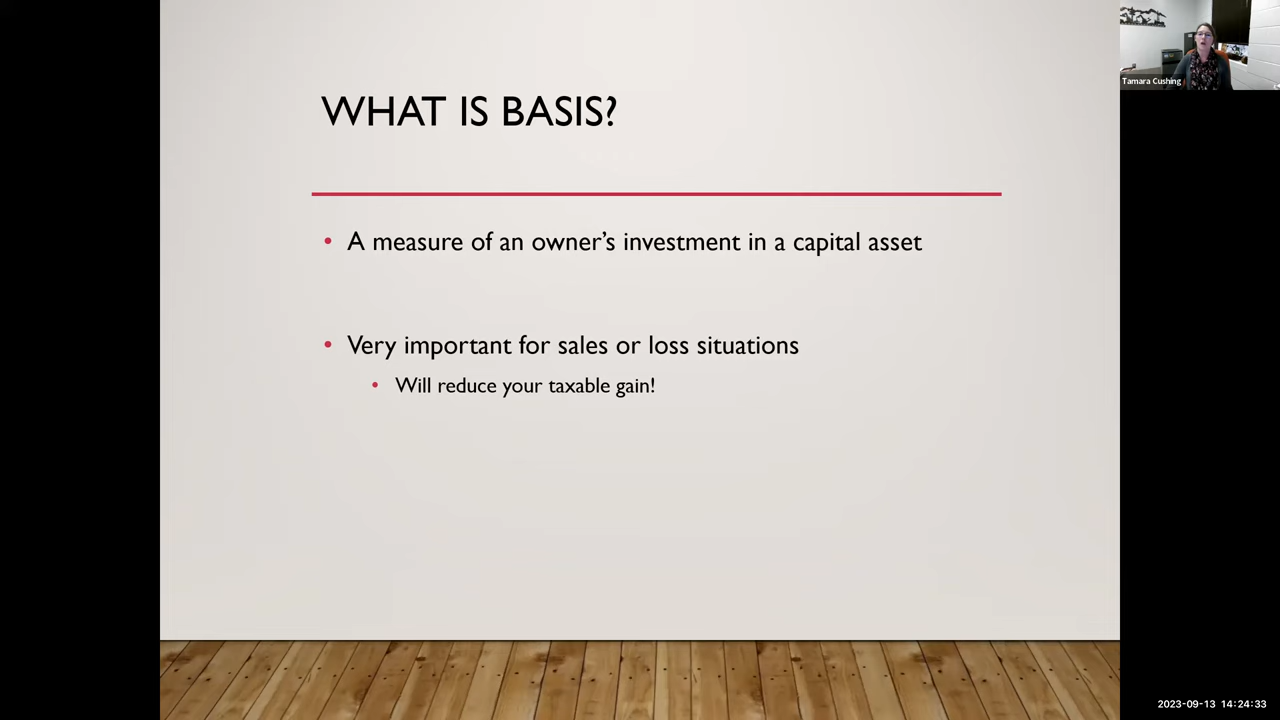 WHAT IS BASIS?
• A measure of an owner’s investment in a capital asset
• Very important for sales or loss situations
• Will reduce your taxable gain!
Tamara Cushing
2023-09-13 14:24:33